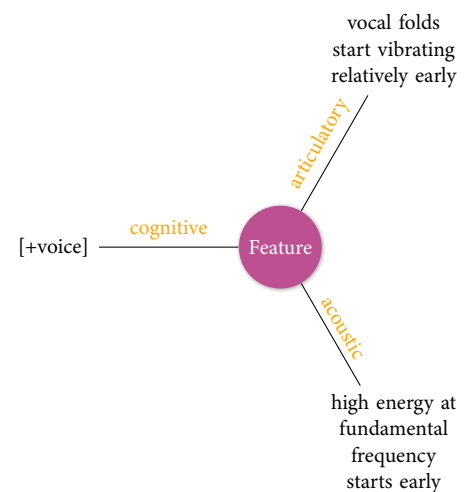 vocal folds
start vibrating
relatively early
articulatory
cognitive
[+voice]
Feature
acoustic
high energy at
fundamental
frequency
starts early